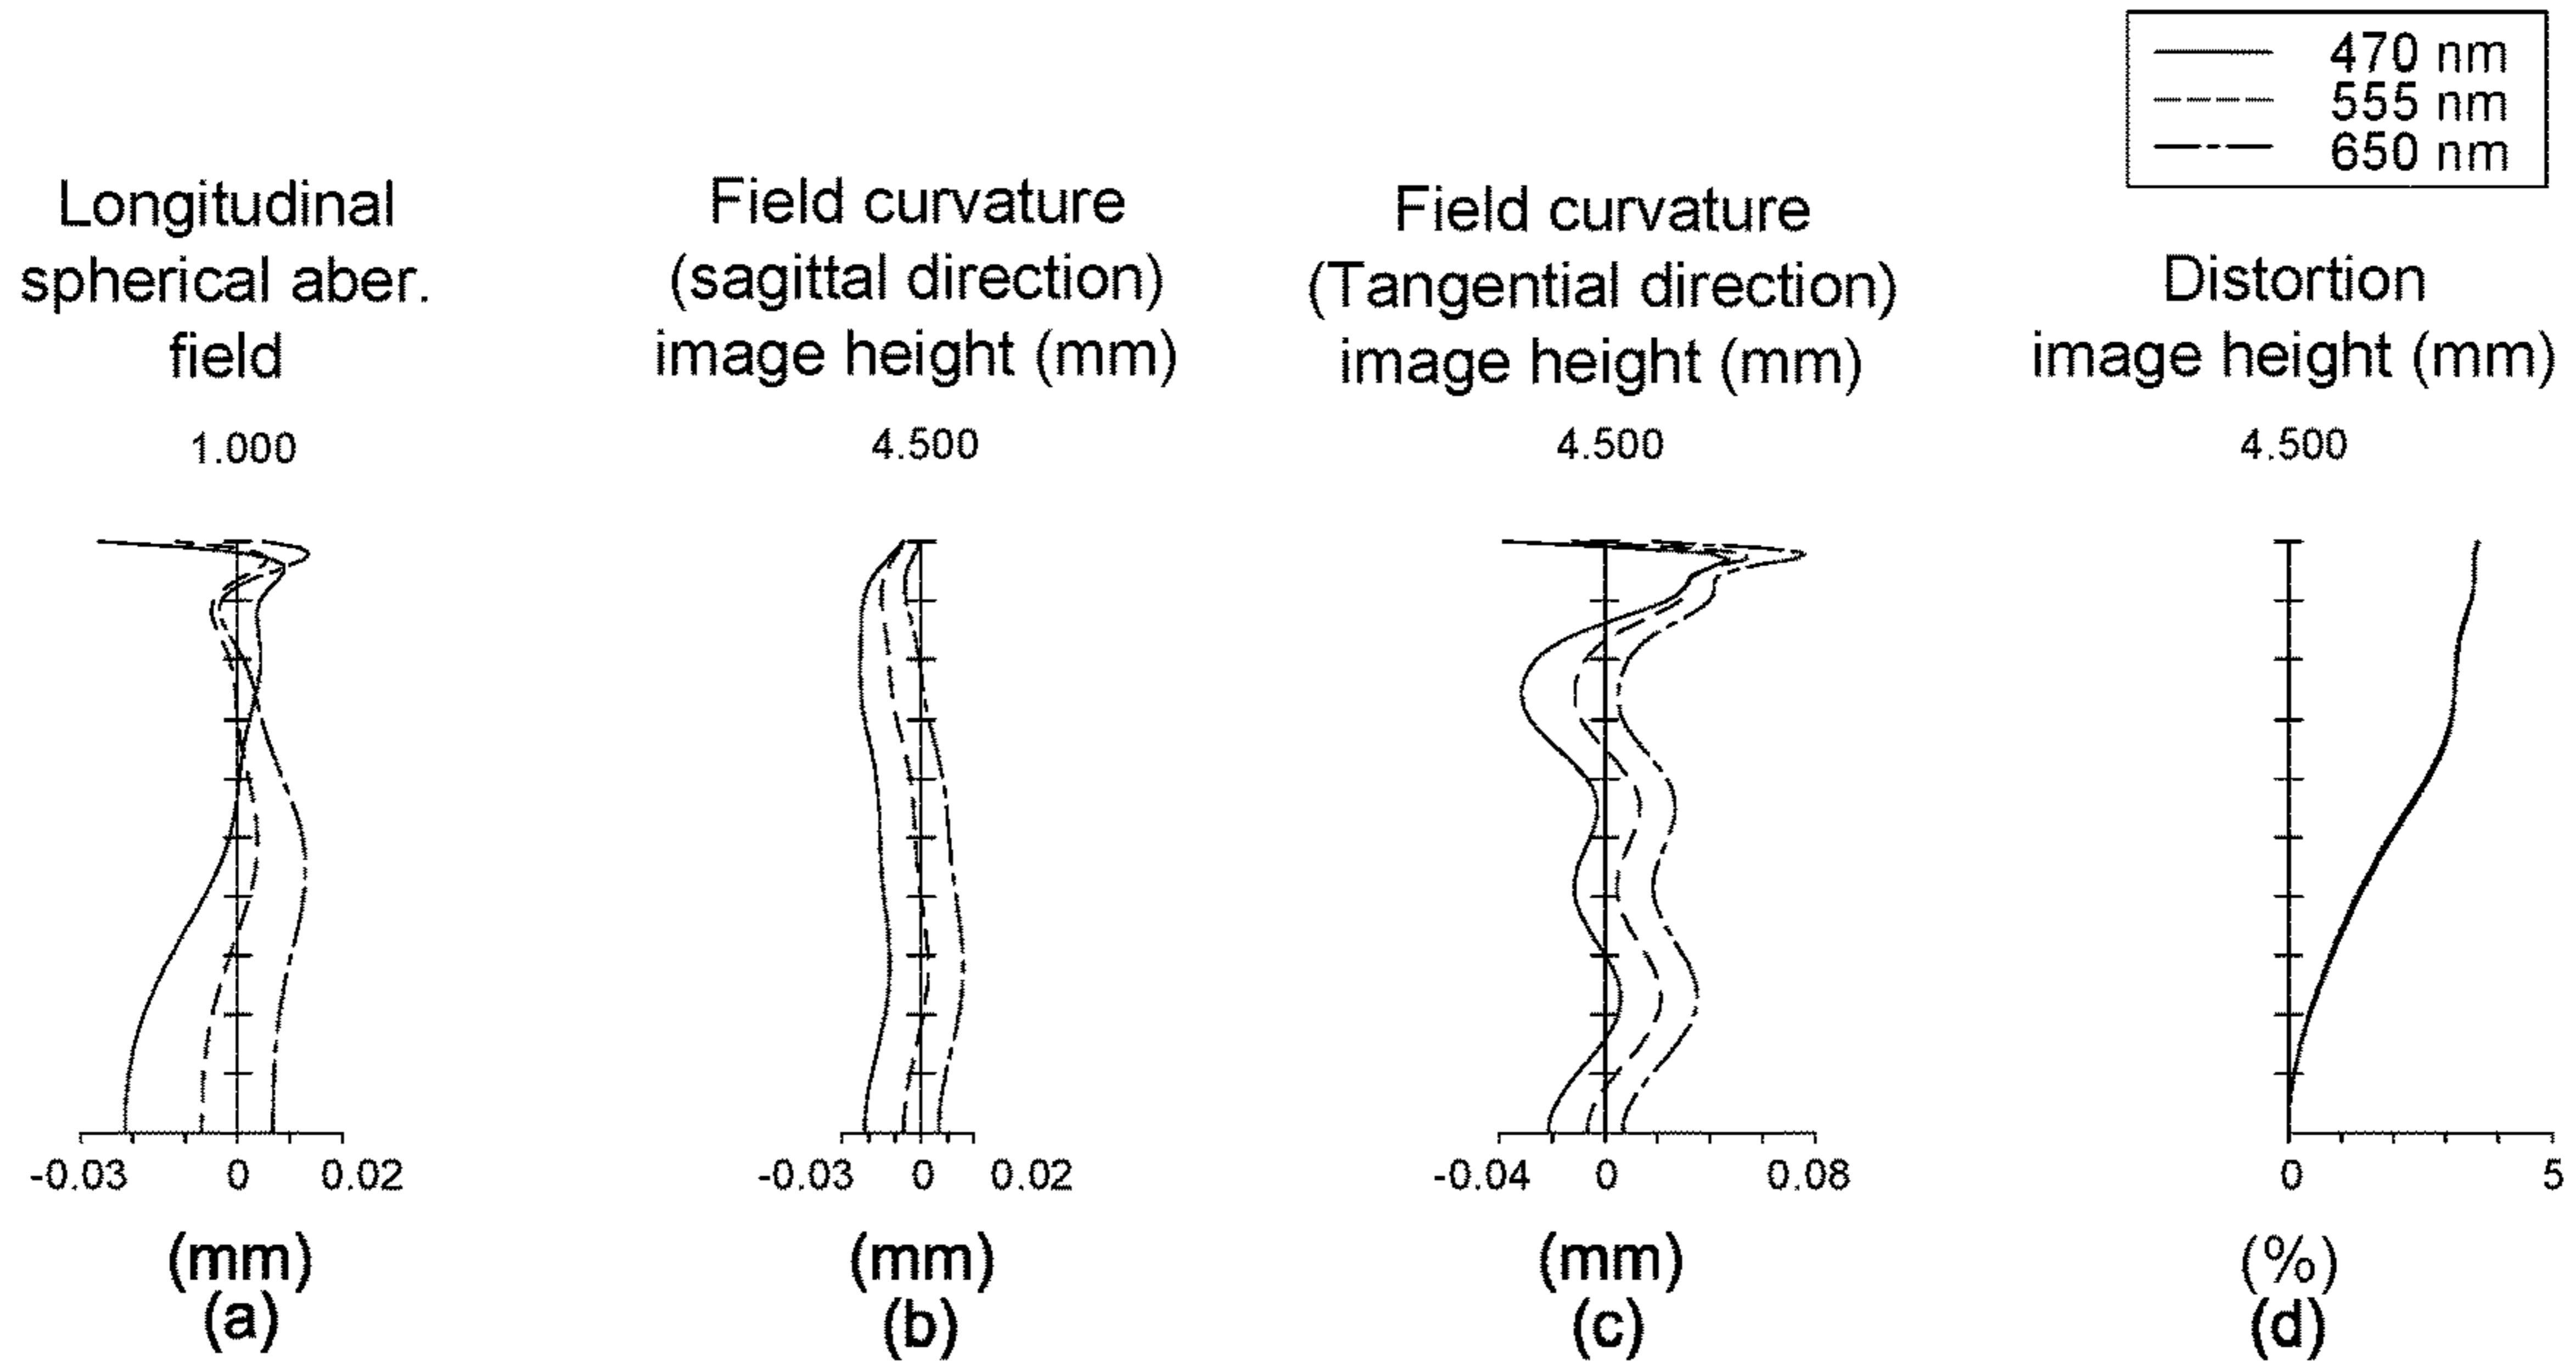 470 nm
555 nm
650 nm
Longitudinal
spherical aber.
field
1.000
-0.03 0 0.02
(mm)
(a)
Field curvature
(sagittal direction)
image height (mm)
4.500
-0.03 0 0.02
(mm)
(b)
Field curvature
(Tangential direction)
image height (mm)
4.500
-0.04 0 0.08
(mm)
(c)
Distortion
image height (mm)
4.500
0 5
(%)
(d)